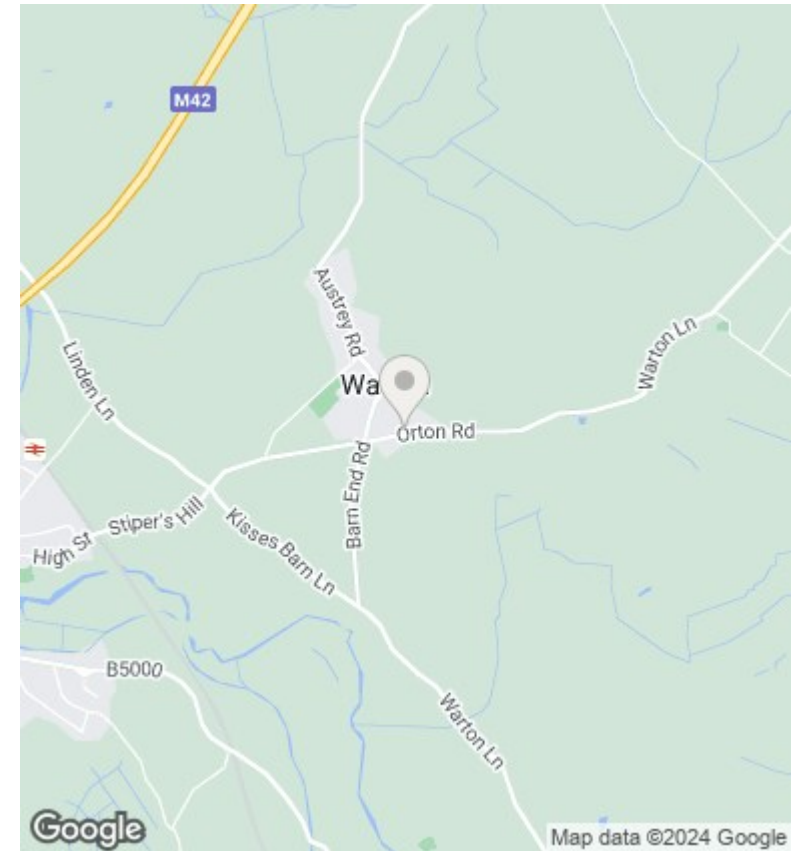 M42
Austrey Rd
Linden Ln
Warton Ln
Wa
Orton Rd
Barn End Rd
Stiper's Hill
High St
Kisses Barn Ln
B5000
Warton Ln
Google
Map data ©2024 Google